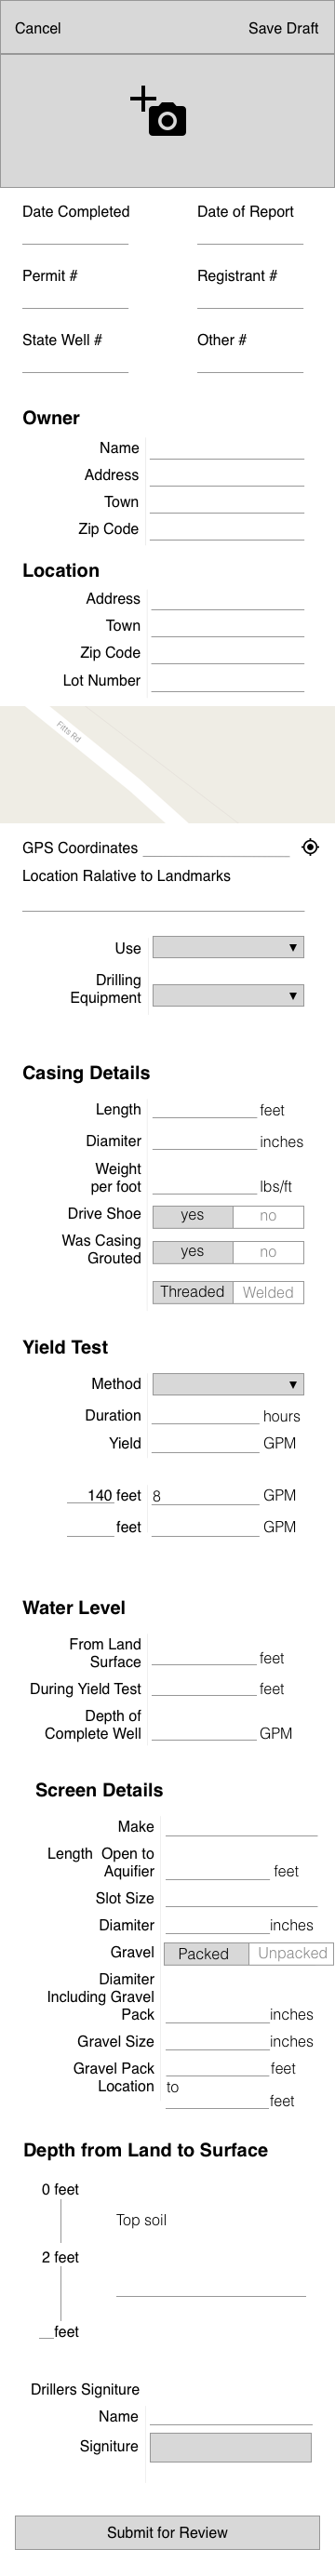 Cancel Save Draft
Date Completed Date of Report
Permit # Registrant #
State Well # Other #
Owner
Name
Address
Town
Zip Code
Location
Address
Town
Zip Code
Lot Number
Fitts Rd
GPS Coordinates
Location Ralative to Landmarks
Use ▼
Drilling
Equipment ▼
Casing Details
Length feet
Diamiter inches
Weight
per foot lbs/ft
Drive Shoe yes no
Was Casing
Grouted yes no
Threaded Welded
Yield Test
Method ▼
Duration hours
Yield GPM
140 feet 8 GPM
feet GPM
Water Level
From Land
Surface feet
During Yield Test feet
Depth of
Complete Well GPM
Screen Details
Make
Length Open to
Aquifier feet
Slot Size
Diamiter inches
Gravel Packed Unpacked
Diamiter
Including Gravel
Pack inches
Gravel Size inches
Gravel Pack feet
Location to
feet
Depth from Land to Surface
0 feet
Top soil
2 feet
__feet
Drillers Signiture
Name
Signiture
Submit for Review